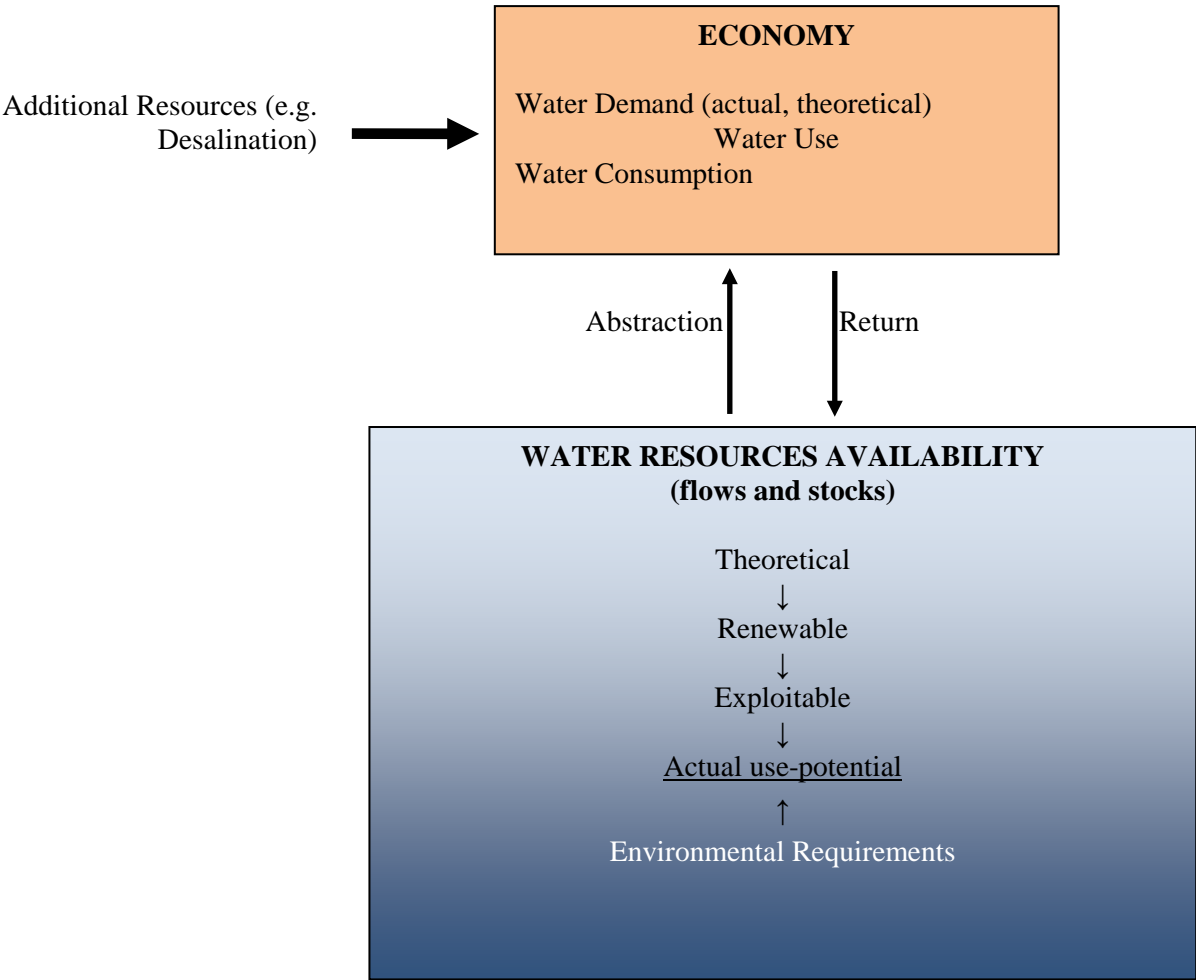 ECONOMY
Additional Resources (e.g.
Desalination)
Water Demand (actual, theoretical)
Water Use
Water Consumption
Abstraction
Return
WATER RESOURCES AVAILABILITY
(flows and stocks)
Theoretical
↓
Renewable
↓
Exploitable
↓
Actual use-potential
↑
Environmental Requirements